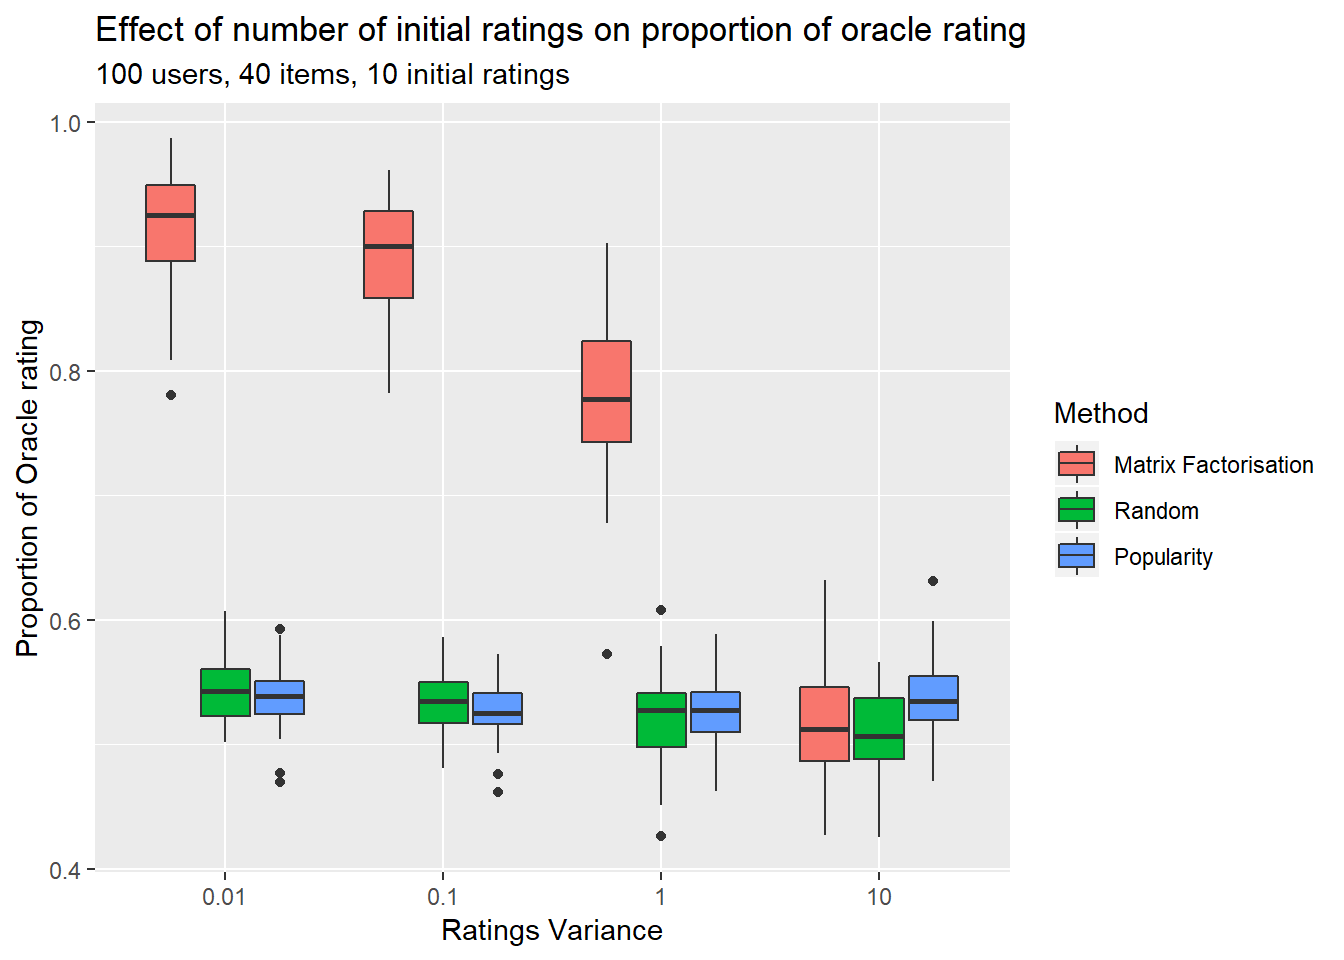 Effect of number of initial ratings on proportion of oracle rating
100 users, 40 items, 10 initial ratings
Proportion of Oracle rating
1.0
0.8
0.6
0.4
0.01
0.1
1
10
Ratings Variance
Method
Matrix Factorisation
Random
Popularity